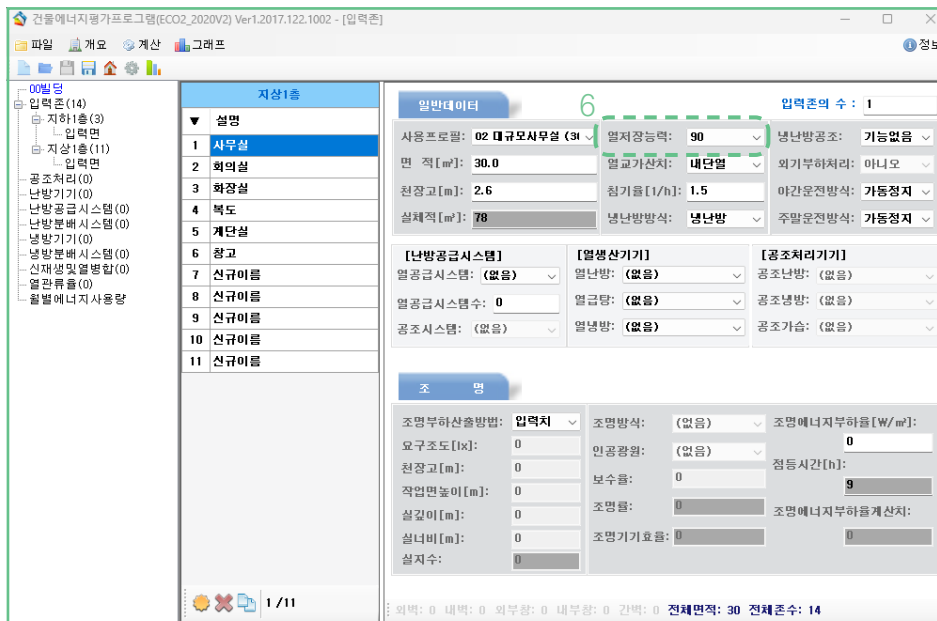 건물에너지평가프로그램(ECO2_2020V2) Ver1.2017.122.1002 - [입력존]
파일 개요 계산 그래프 정보
00빌딩
입력존(14)
지하1층(3)
입력면
지상1층(11)
입력면
공조처리(0)
난방기기(0)
난방공급시스템(0)
난방분배시스템(0)
냉방기기(0)
냉방분배시스템(0)
신재생및열병합(0)
열관류율(0)
월별에너지사용량
지상1층
▼ 설명
1 사무실
2 회의실
3 화장실
4 복도
5 계단실
6 창고
7 신규이름
8 신규이름
9 신규이름
10 신규이름
11 신규이름
1 /11
일반데이터 6 입력존의 수 : 1
사용프로필: 02 대규모사무실 (30 열저장능력: 90 냉난방공조: 기능없음
면 적[㎡]: 30.0 열교가산치: 내단열 외기부하처리: 아니오
천장고[m]: 2.6 침기율[1/h]: 1.5 야간운전방식: 가동정지
실체적[㎥]: 78 냉난방방식: 냉난방 주말운전방식: 가동정지
[난방공급시스템] [열생산기기] [공조처리기기]
열공급시스템: (없음) 열난방: (없음) 공조난방: (없음)
열공급시스템수: 0 열급탕: (없음) 공조냉방: (없음)
공조시스템: (없음) 열냉방: (없음) 공조가습: (없음)
조 명
조명부하산출방법: 입력치 조명방식: (없음) 조명에너지부하율[W/㎡]:
요구조도[lx]: 0 인공광원: (없음) 0
천장고[m]: 0 보수율: 0 점등시간[h]:
작업면높이[m]: 0 9
실깊이[m]: 0 조명률: 0 조명에너지부하율계산치:
실너비[m]: 0 조명기기효율: 0 0
실지수: 0
외벽: 0 내벽: 0 외부창: 0 내부창: 0 간벽: 0 전체면적: 30 전체존수: 14